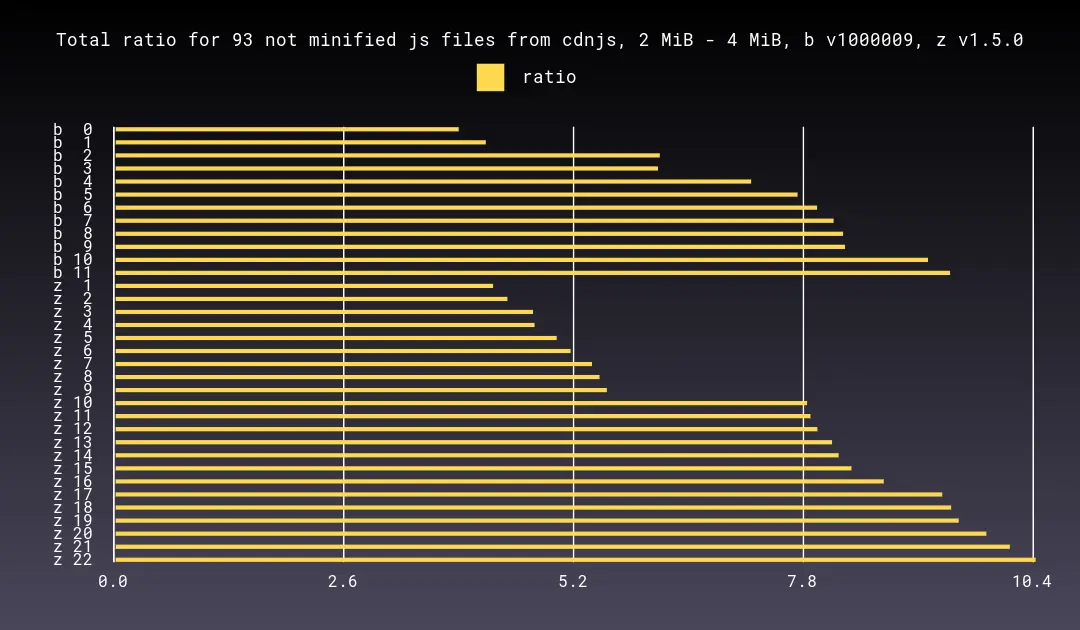 Total ratio for 93 not minified js files from cdnjs, 2 MiB - 4 MiB, b v1000009, z v1.5.0
ratio
b  0
b  1
b  2
b  3
b  4
b  5
b  6
b  7
b  8
b  9
b 10
b 11
z  1
z  2
z  3
z  4
z  5
z  6
z  7
z  8
z  9
z 10
z 11
z 12
z 13
z 14
z 15
z 16
z 17
z 18
z 19
z 20
z 21
z 22
0.0 2.6 5.2 7.8 10.4